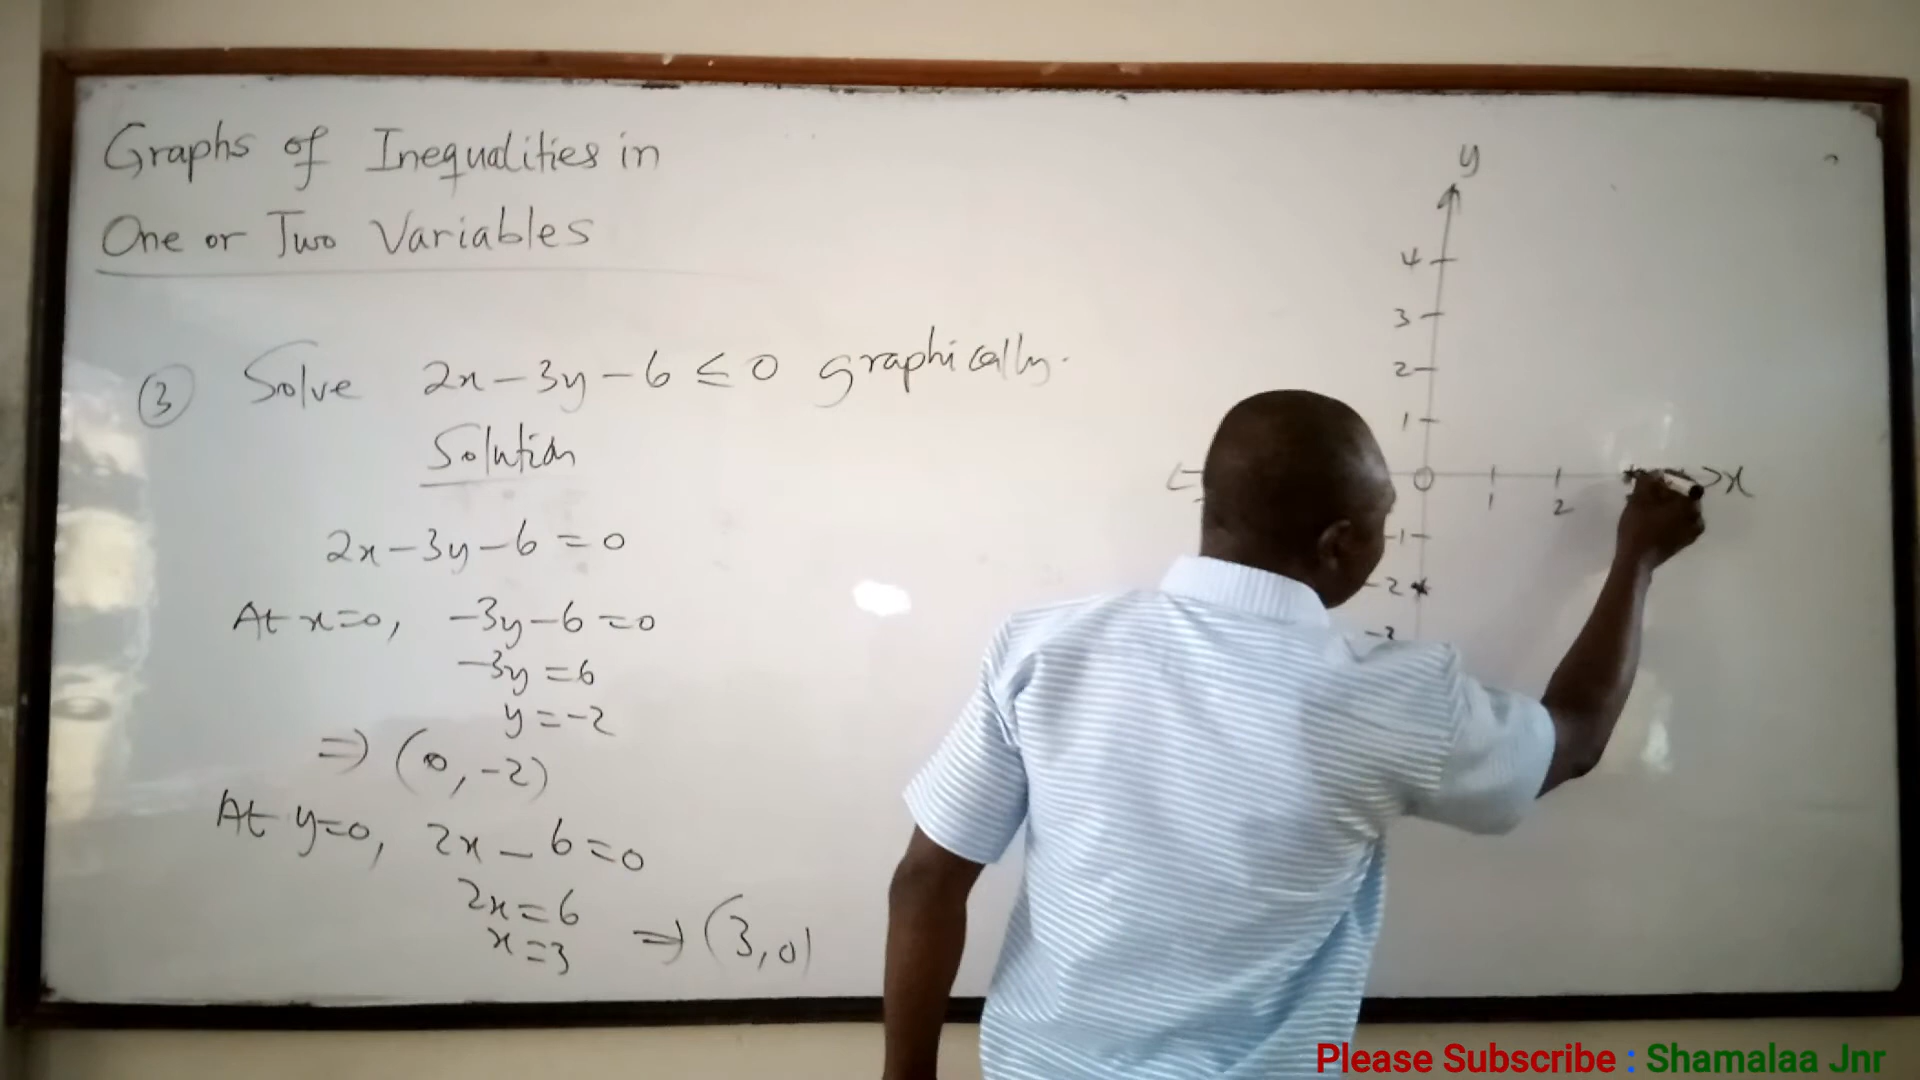 Graphs of Inequalities in
One or Two Variables
③ Solve 2x-3y-6≤0 graphically.
Solution
2x-3y-6=0
At x=0, -3y-6=0
-3y=6
y=-2
⇒ (0,-2)
At y=0, 2x-6=0
2x=6
x=3 ⇒ (3,0)
y
4
3
2
1
0 1 2 x
-1
-2
Please Subscribe : Shamalaa Jnr